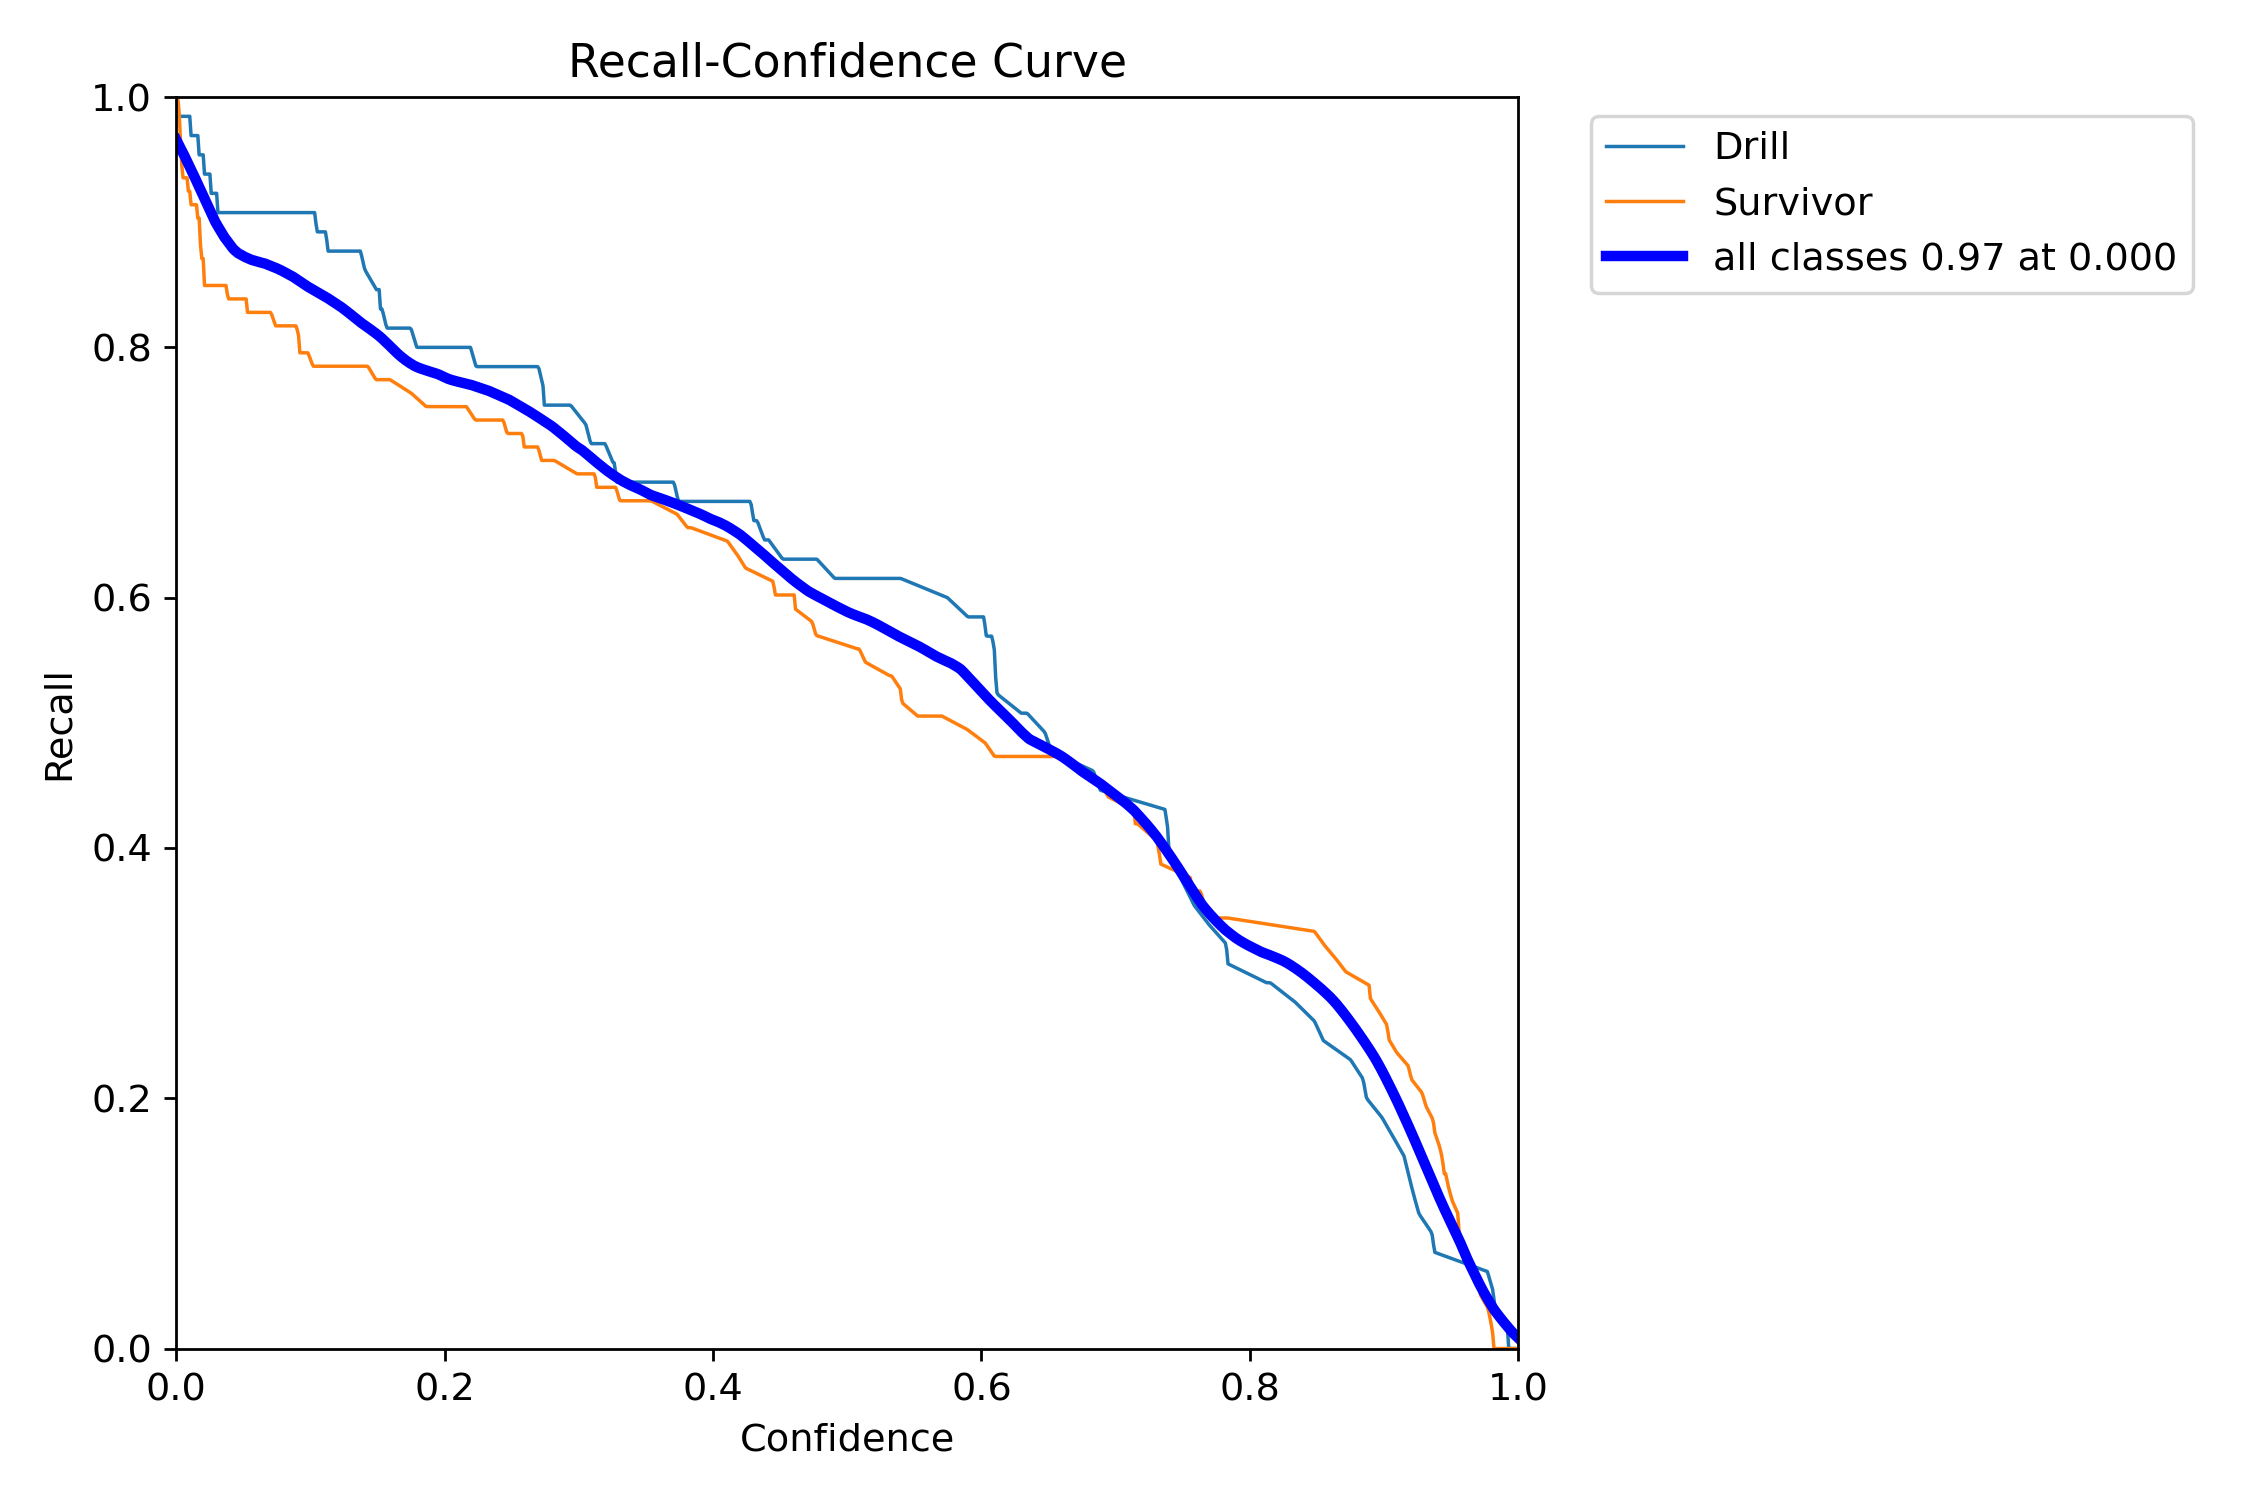 Recall-Confidence Curve
1.0
0.8
0.6
0.4
0.2
0.0
Recall
0.0 0.2 0.4 0.6 0.8 1.0
Confidence
Drill
Survivor
all classes 0.97 at 0.000